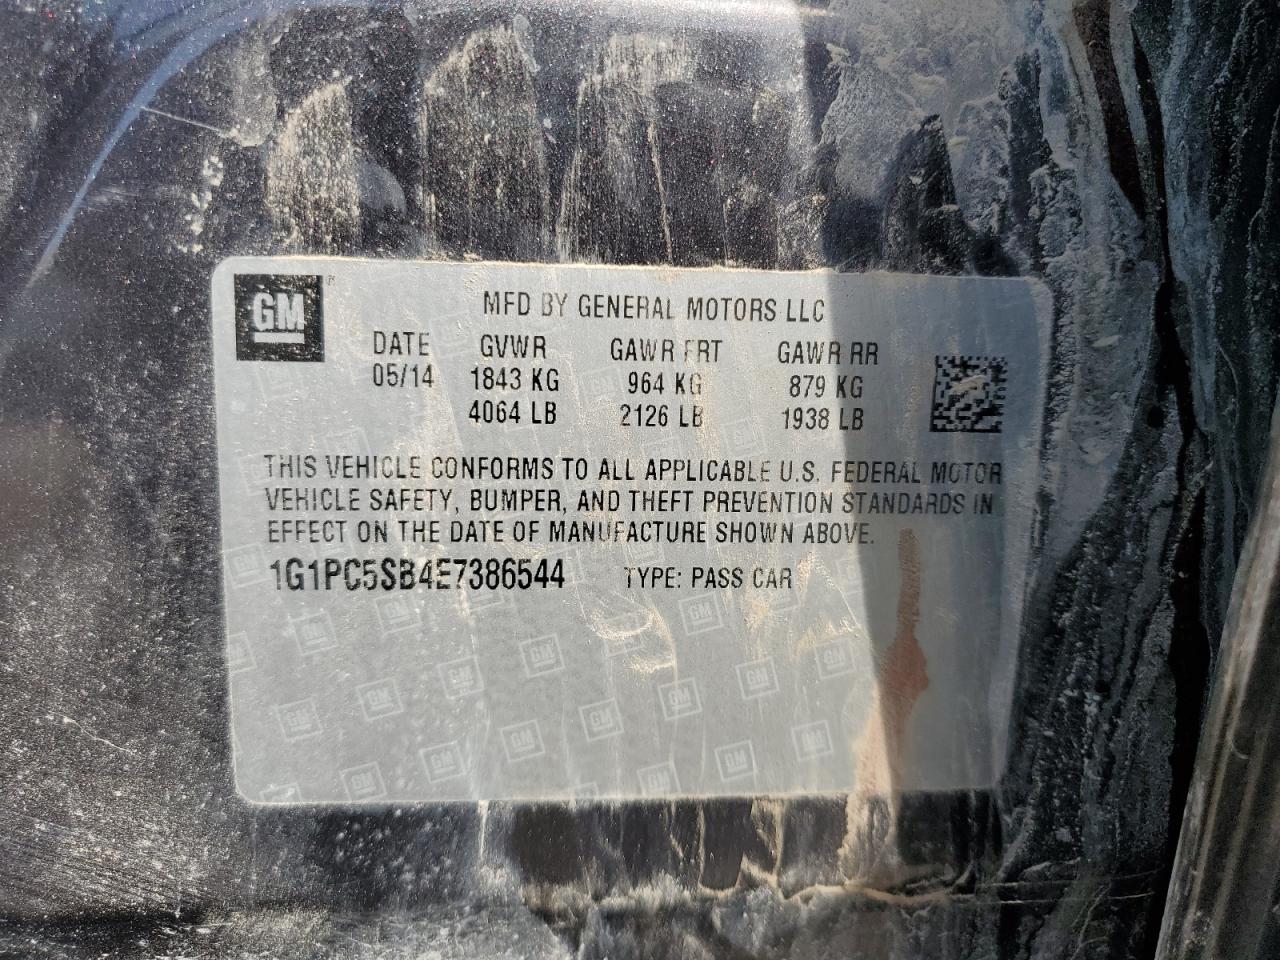 GM
MFD BY GENERAL MOTORS LLC
DATE GVWR GAWR FRT GAWR RR
05/14 1843 KG 964 KG 879 KG
4064 LB 2126 LB 1938 LB
THIS VEHICLE CONFORMS TO ALL APPLICABLE U.S. FEDERAL MOTOR
VEHICLE SAFETY, BUMPER, AND THEFT PREVENTION STANDARDS IN
EFFECT ON THE DATE OF MANUFACTURE SHOWN ABOVE.
1G1PC5SB4E7386544 TYPE: PASS CAR